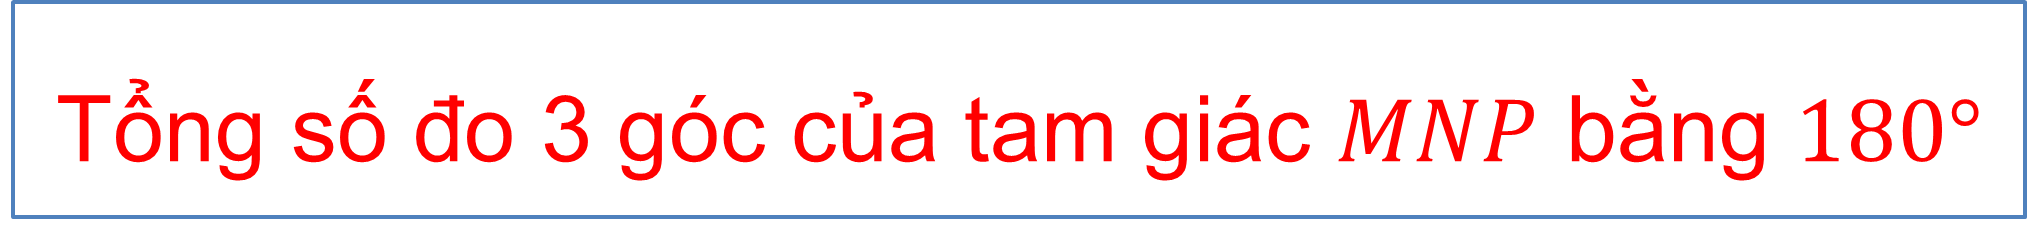 Tổng số đo 3 góc của tam giác 𝑀𝑁𝑃 bằng 180°